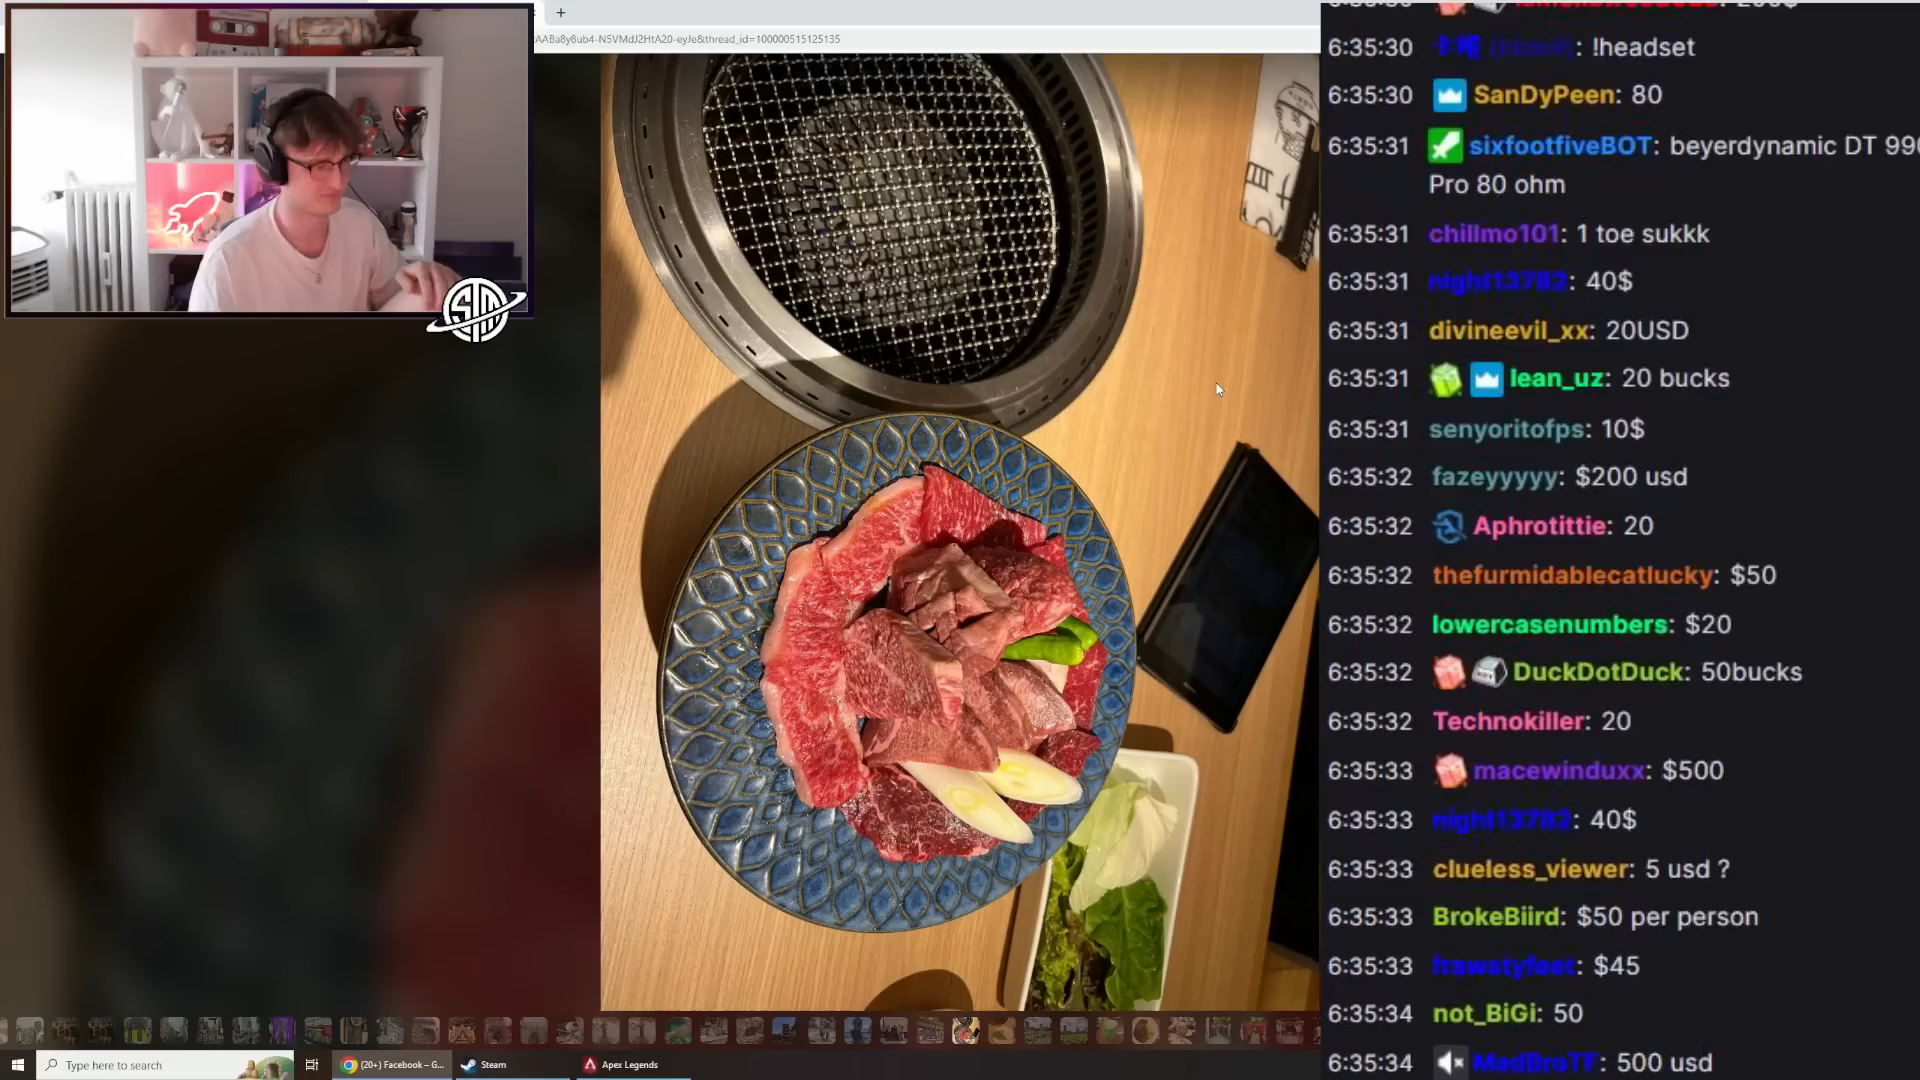 AABa8y8ub4-N5VMdJ2HtA20-eyJe&thread_id=100000515125135
6:35:30 : !headset
6:35:30 SanDyPeen: 80
6:35:31 sixfootfiveBOT: beyerdynamic DT 990
Pro 80 ohm
6:35:31 chillmo101: 1 toe sukkk
6:35:31 night13782: 40$
6:35:31 divineevil_xx: 20USD
6:35:31 lean_uz: 20 bucks
6:35:31 senyoritofps: 10$
6:35:32 fazeyyyyy: $200 usd
6:35:32 Aphrotittie: 20
6:35:32 thefurmidablecatlucky: $50
6:35:32 lowercasenumbers: $20
6:35:32 DuckDotDuck: 50bucks
6:35:32 Technokiller: 20
6:35:33 macewinduxx: $500
6:35:33 night13782: 40$
6:35:33 clueless_viewer: 5 usd ?
6:35:33 BrokeBiird: $50 per person
6:35:33 frawstyfeet: $45
6:35:34 not_BiGi: 50
6:35:34 MadBroTF: 500 usd
Type here to search
(20+) Facebook – G...
Steam
Apex Legends